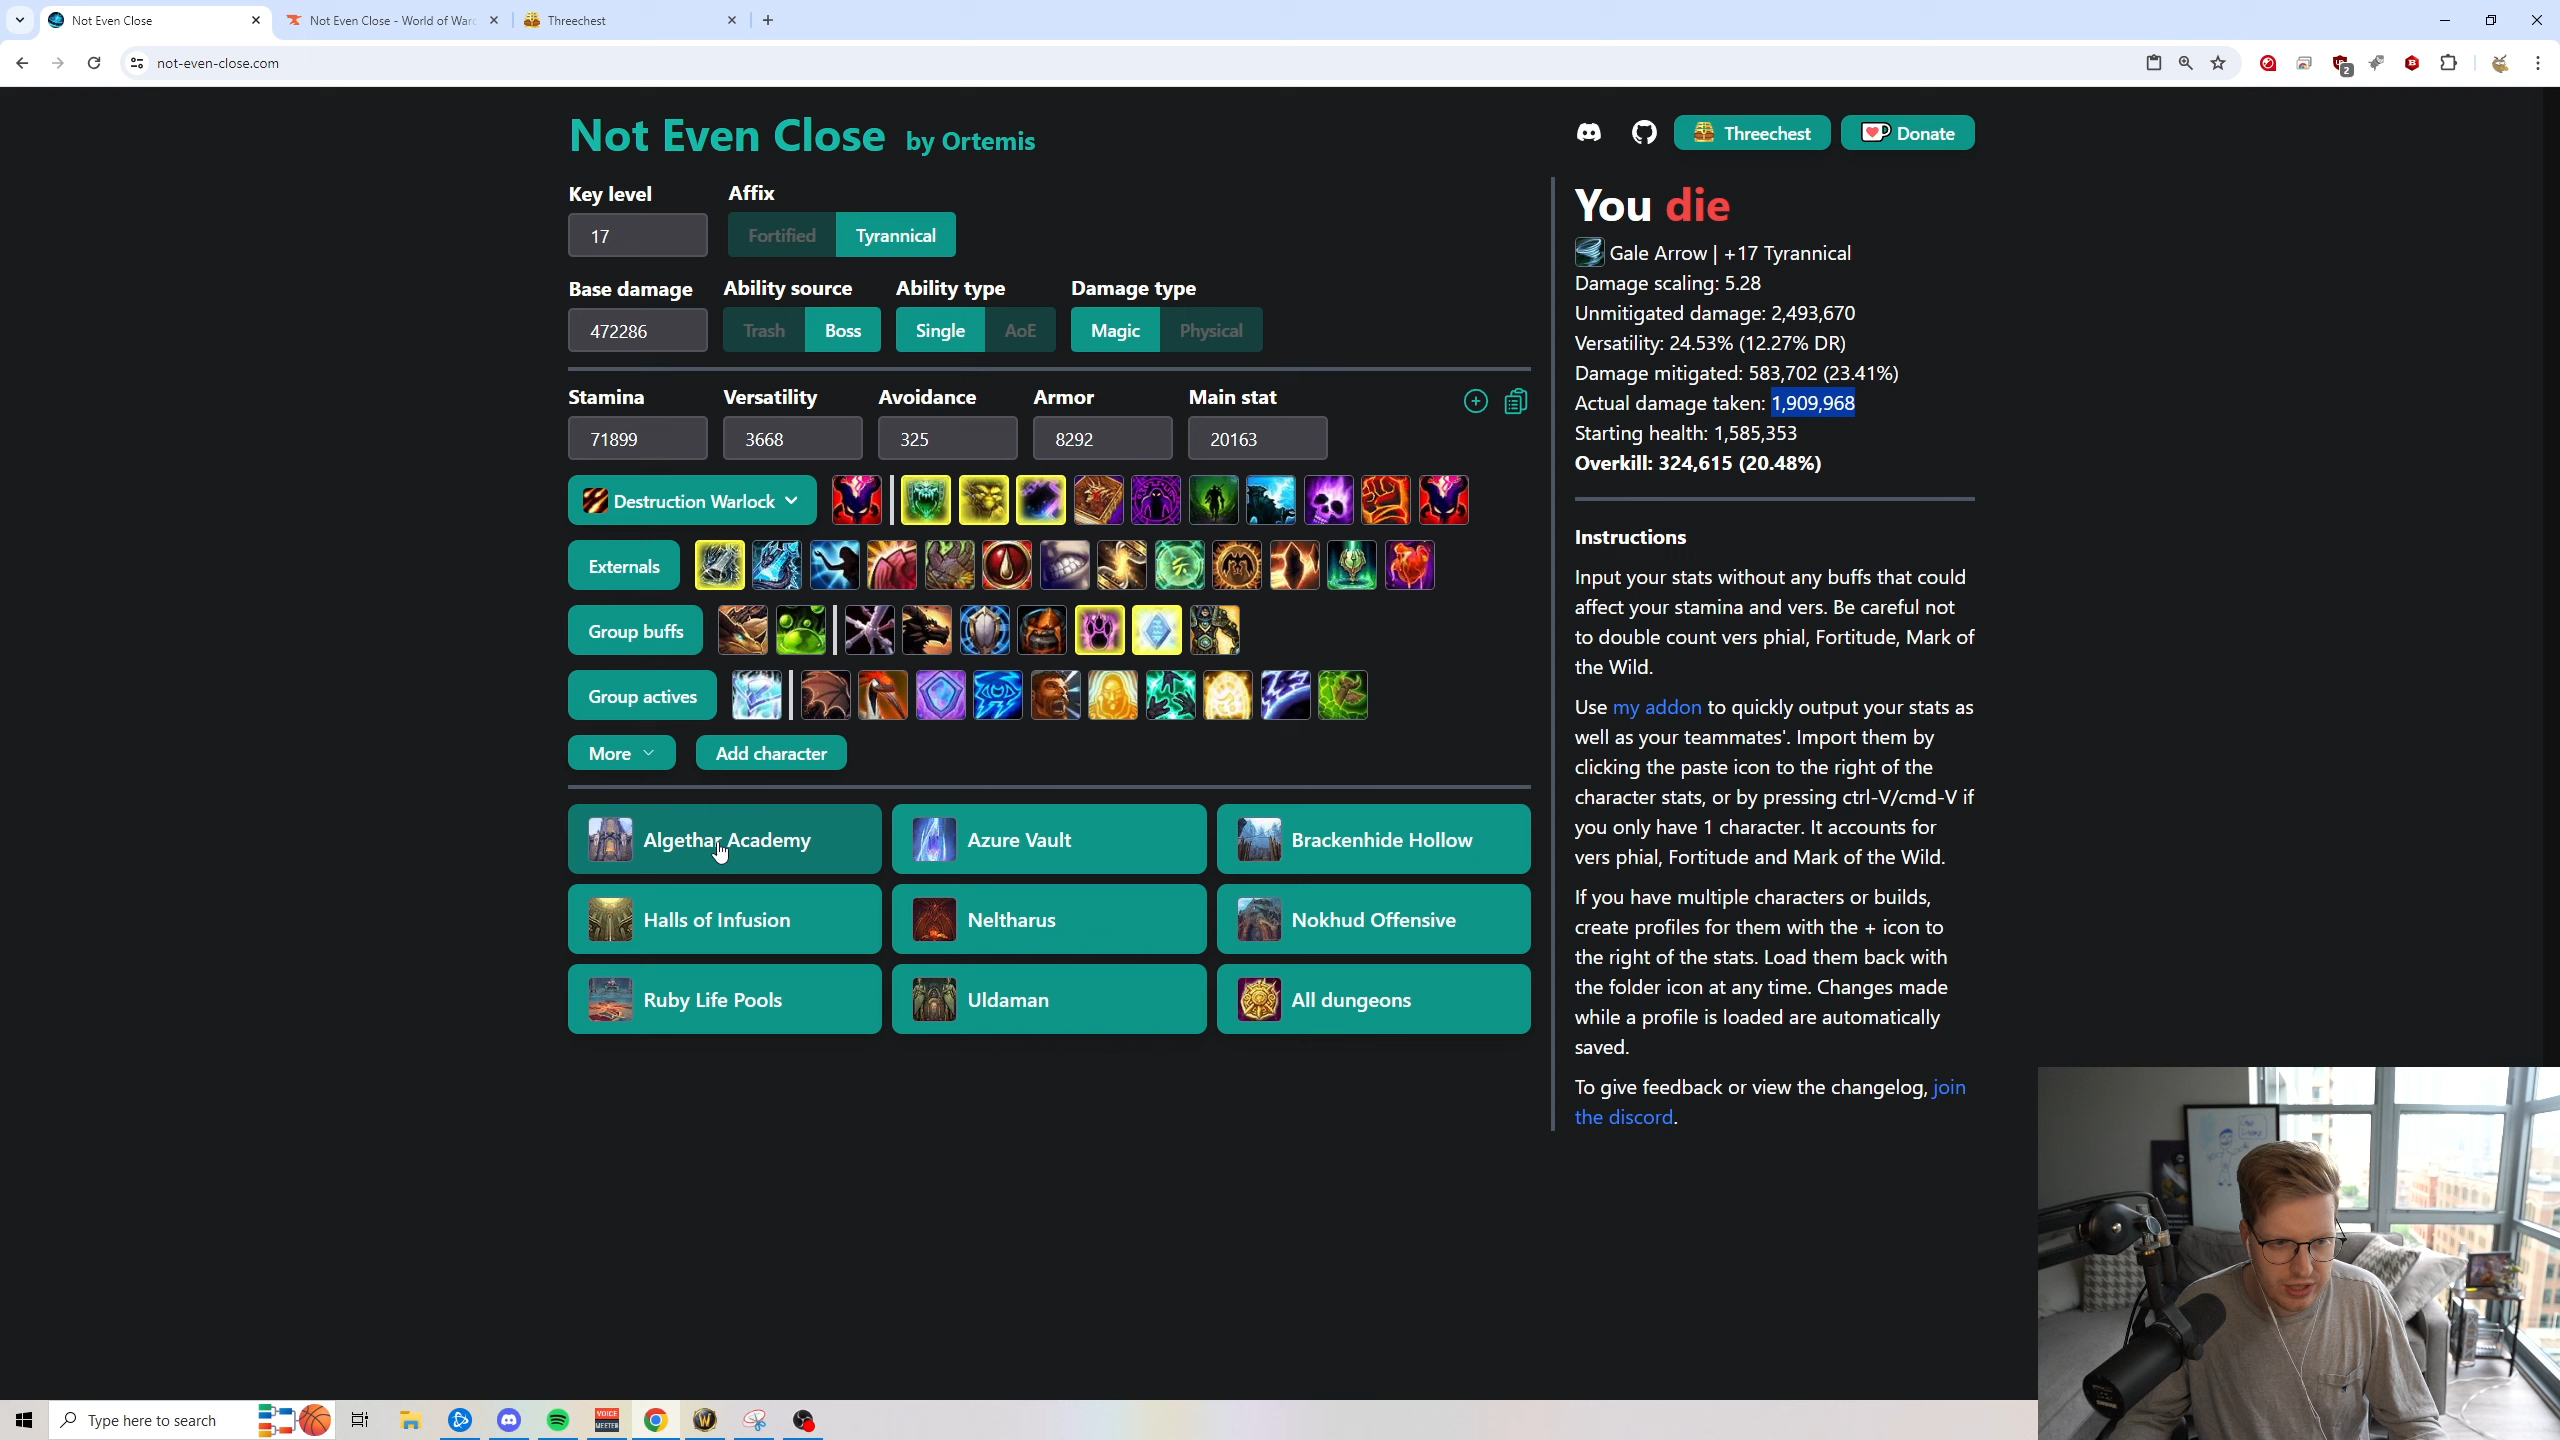 Not Even Close
Not Even Close - World of Warc
Threechest
not-even-close.com
2
Not Even Close by Ortemis
Threechest
Donate
Key level
Affix
17
Fortified
Tyrannical
Base damage
Ability source
Ability type
Damage type
472286
Trash
Boss
Single
AoE
Magic
Physical
Stamina
Versatility
Avoidance
Armor
Main stat
71899
3668
325
8292
20163
Destruction Warlock
Externals
Group buffs
Group actives
More
Add character
Algethar Academy
Azure Vault
Brackenhide Hollow
Halls of Infusion
Neltharus
Nokhud Offensive
Ruby Life Pools
Uldaman
All dungeons
You die
Gale Arrow | +17 Tyrannical
Damage scaling: 5.28
Unmitigated damage: 2,493,670
Versatility: 24.53% (12.27% DR)
Damage mitigated: 583,702 (23.41%)
Actual damage taken: 1,909,968
Starting health: 1,585,353
Overkill: 324,615 (20.48%)
Instructions
Input your stats without any buffs that could
affect your stamina and vers. Be careful not
to double count vers phial, Fortitude, Mark of
the Wild.
Use my addon to quickly output your stats as
well as your teammates'. Import them by
clicking the paste icon to the right of the
character stats, or by pressing ctrl-V/cmd-V if
you only have 1 character. It accounts for
vers phial, Fortitude and Mark of the Wild.
If you have multiple characters or builds,
create profiles for them with the + icon to
the right of the stats. Load them back with
the folder icon at any time. Changes made
while a profile is loaded are automatically
saved.
To give feedback or view the changelog, join
the discord.
Type here to search
VOICE
MEETER